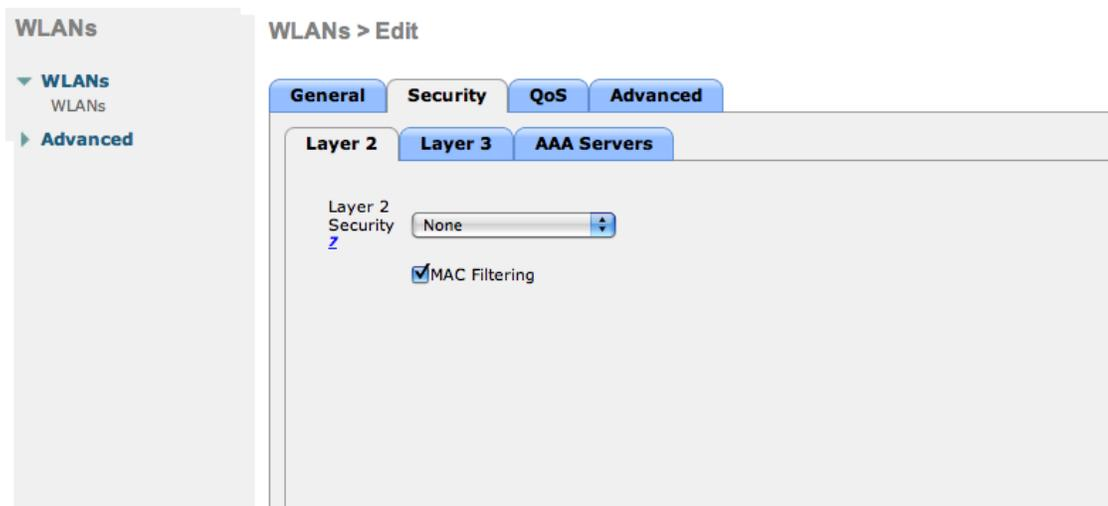 WLANs
WLANs
WLANs
Advanced
WLANs > Edit
General Security QoS Advanced
Layer 2 Layer 3 AAA Servers
Layer 2
Security None
7
MAC Filtering